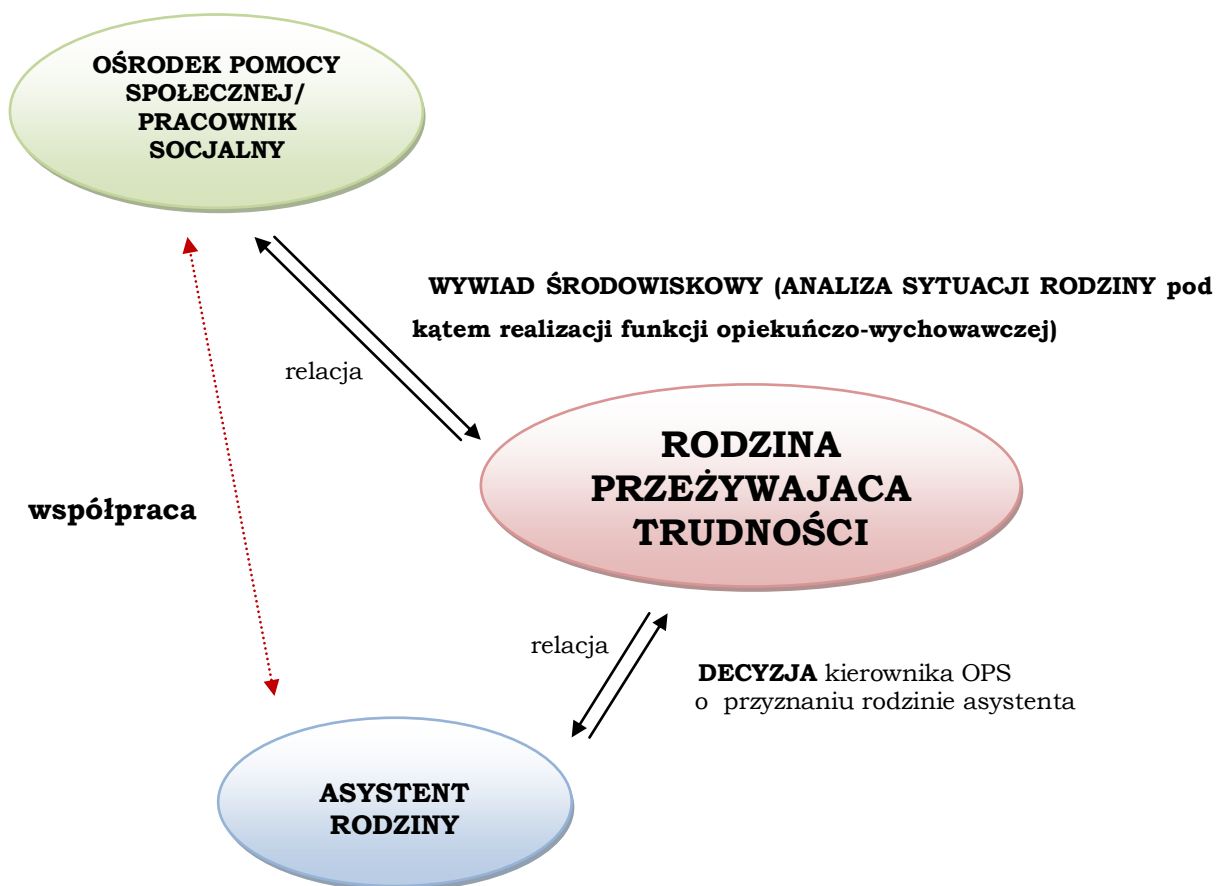 OŚRODEK POMOCY
SPOŁECZNEJ/
PRACOWNIK
SOCJALNY
WYWIAD ŚRODOWISKOWY (ANALIZA SYTUACJI RODZINY pod
kątem realizacji funkcji opiekuńczo-wychowawczej)
relacja
RODZINA
PRZEŻYWAJACA
TRUDNOŚCI
współpraca
relacja
DECYZJA kierownika OPS
o przyznaniu rodzinie asystenta
ASYSTENT
RODZINY